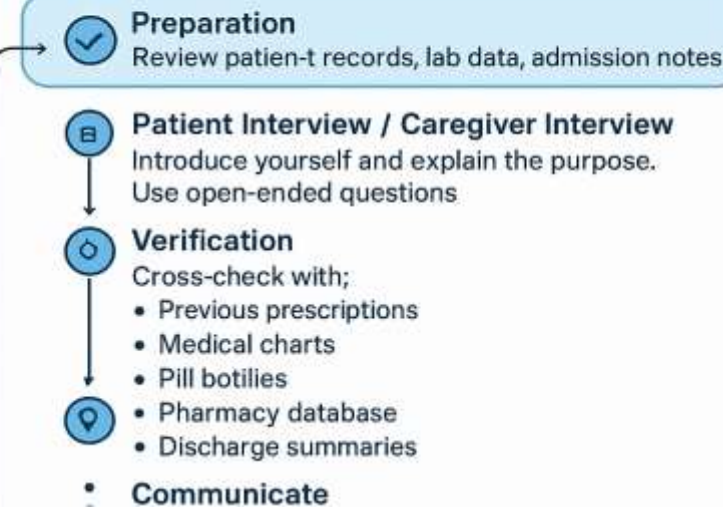 Preparation
Review patien-t records, lab data, admission notes
Patient Interview / Caregiver Interview
Introduce yourself and explain the purpose.
Use open-ended questions
Verification
Cross-check with;
• Previous prescriptions
• Medical charts
• Pill botilies
• Pharmacy database
• Discharge summaries
Communicate